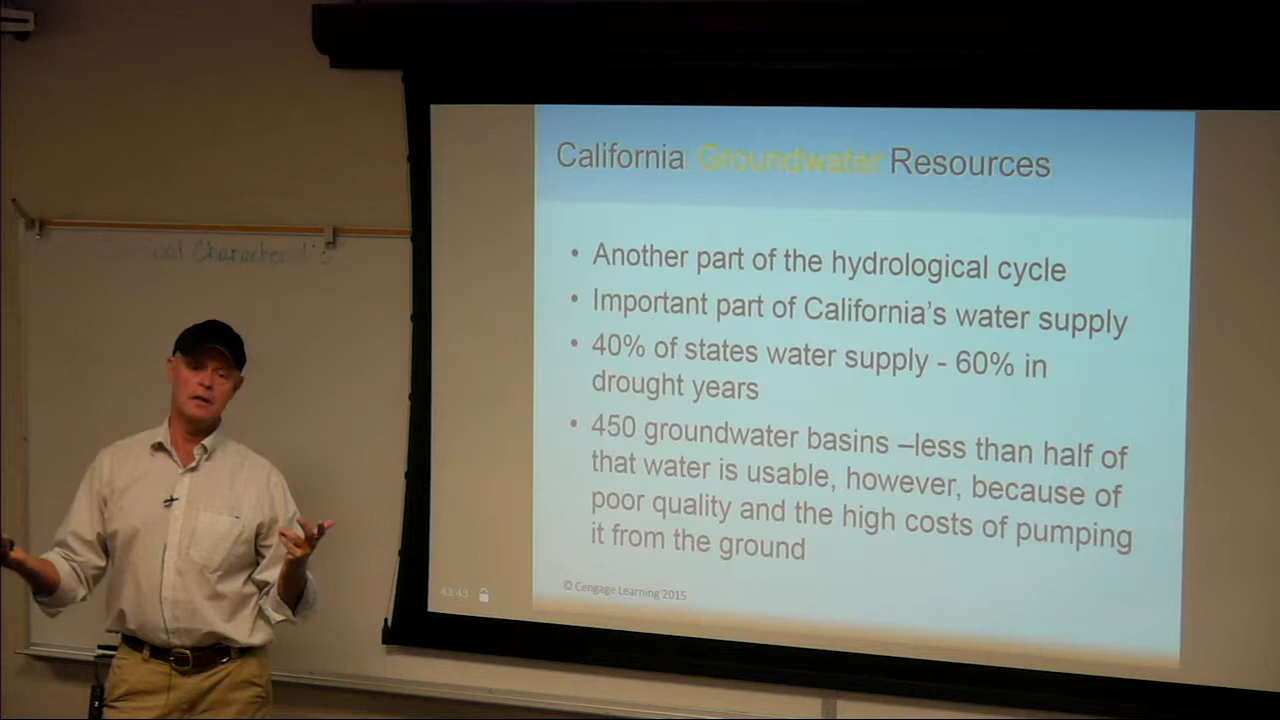 California Groundwater Resources
• Another part of the hydrological cycle
• Important part of California's water supply
• 40% of states water supply - 60% in
drought years
• 450 groundwater basins –less than half of
that water is usable, however, because of
poor quality and the high costs of pumping
it from the ground
© Cengage Learning 2015
43:43